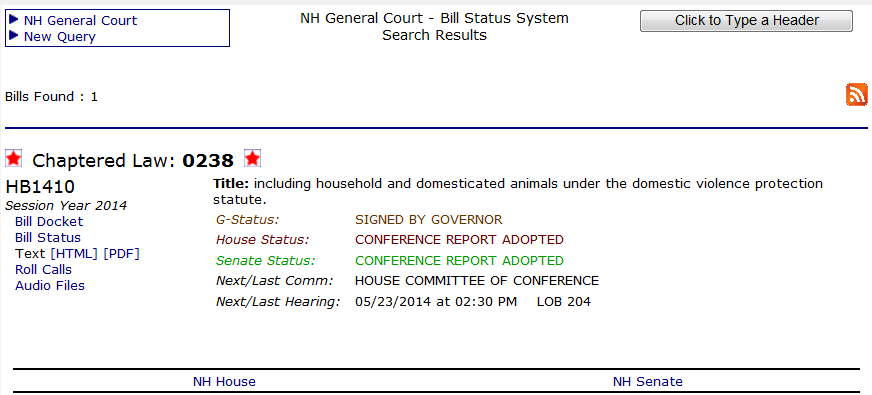 NH General Court
New Query
NH General Court - Bill Status System
Search Results
Click to Type a Header
Bills Found : 1
Chaptered Law: 0238
HB1410
Session Year 2014
Bill Docket
Bill Status
Text [HTML] [PDF]
Roll Calls
Audio Files
Title: including household and domesticated animals under the domestic violence protection
statute.
G-Status: SIGNED BY GOVERNOR
House Status: CONFERENCE REPORT ADOPTED
Senate Status: CONFERENCE REPORT ADOPTED
Next/Last Comm: HOUSE COMMITTEE OF CONFERENCE
Next/Last Hearing: 05/23/2014 at 02:30 PM LOB 204
NH House NH Senate